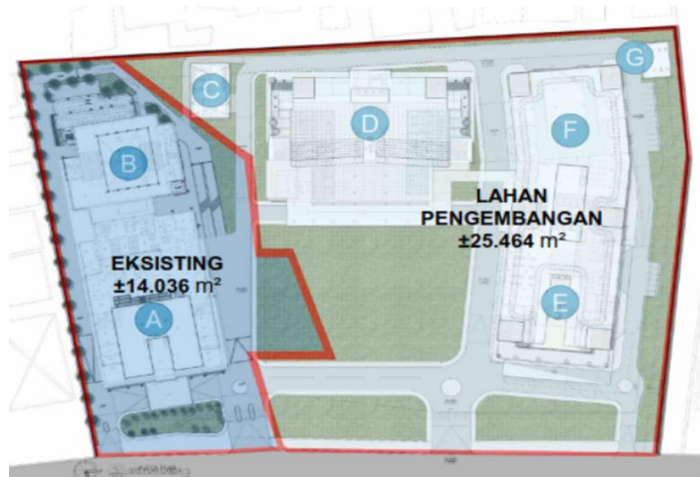 G
C
D
F
B
LAHAN
PENGEMBANGAN
±25.464 m²
EKSISTING
±14.036 m²
E
A